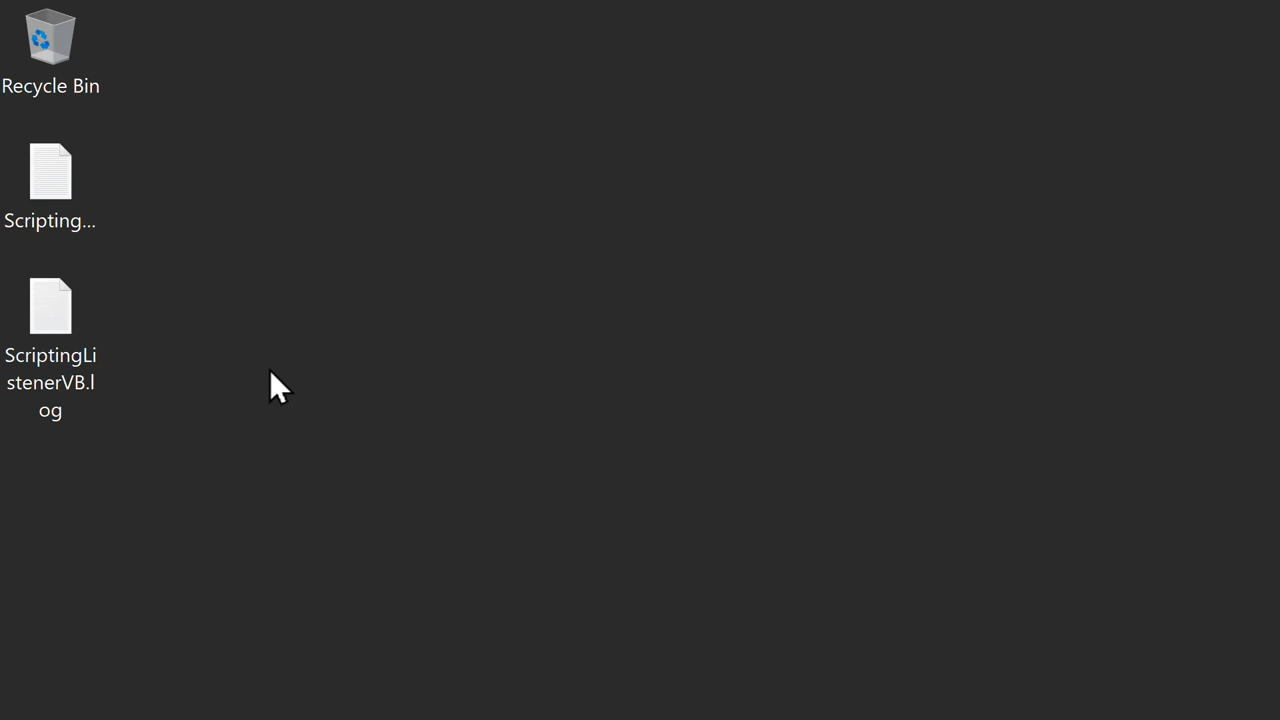 Recycle Bin
Scripting...
ScriptingLi
stenerVB.l
og